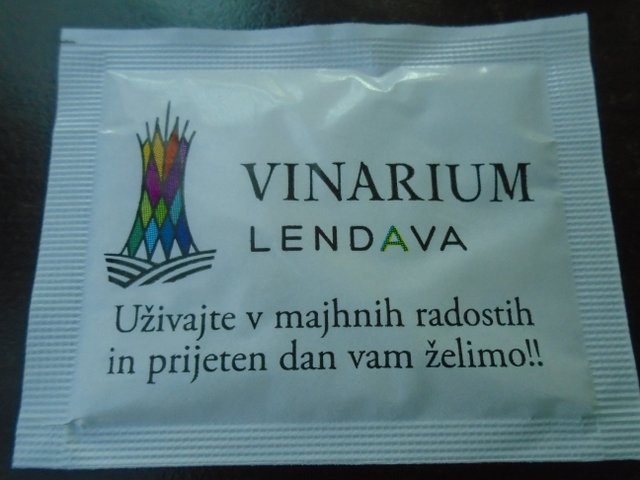 VINARIUM
LENDAVA
Uživajte v majhnih radostih
in prijeten dan vam želimo!!